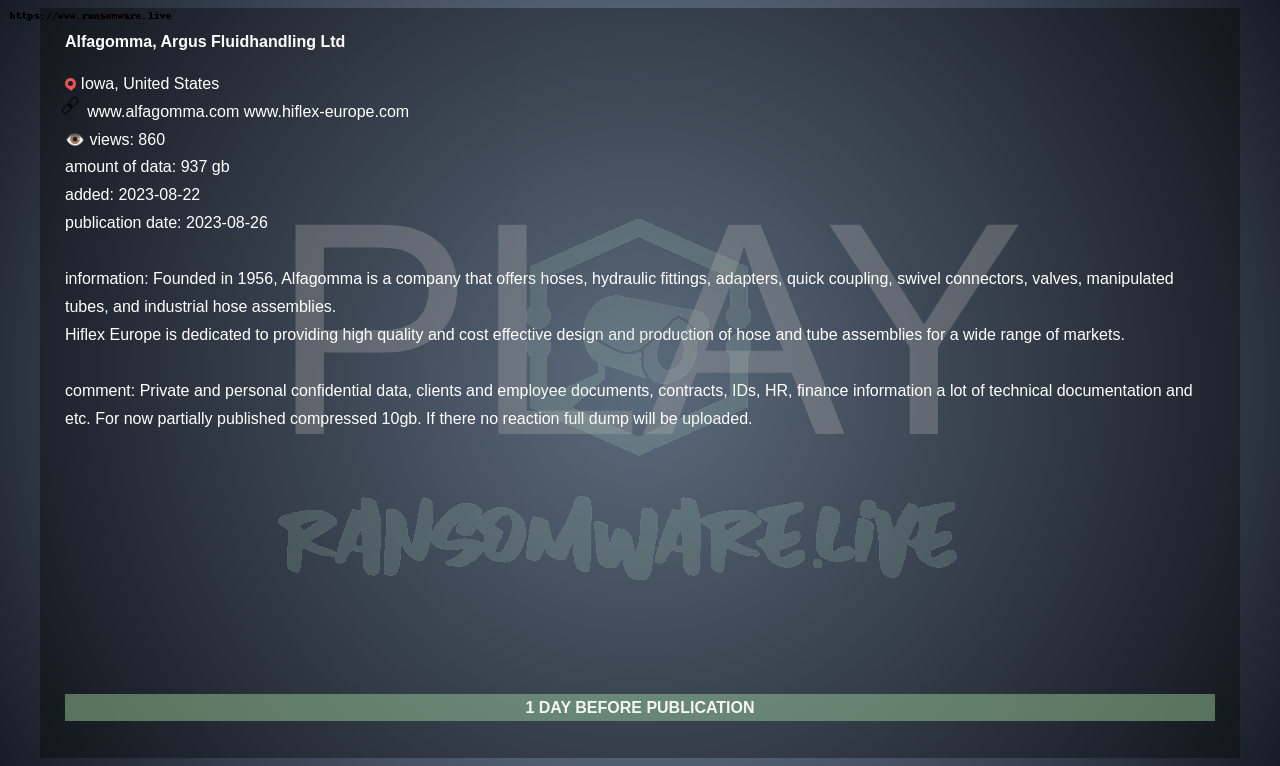 https://www.ransomware.live
Alfagomma, Argus Fluidhandling Ltd
Iowa, United States
www.alfagomma.com www.hiflex-europe.com
views: 860
amount of data: 937 gb
added: 2023-08-22
publication date: 2023-08-26
information: Founded in 1956, Alfagomma is a company that offers hoses, hydraulic fittings, adapters, quick coupling, swivel connectors, valves, manipulated
tubes, and industrial hose assemblies.
Hiflex Europe is dedicated to providing high quality and cost effective design and production of hose and tube assemblies for a wide range of markets.
PLAY
comment: Private and personal confidential data, clients and employee documents, contracts, IDs, HR, finance information a lot of technical documentation and
etc. For now partially published compressed 10gb. If there no reaction full dump will be uploaded.
RANSOMWARE.LIVE
1 DAY BEFORE PUBLICATION